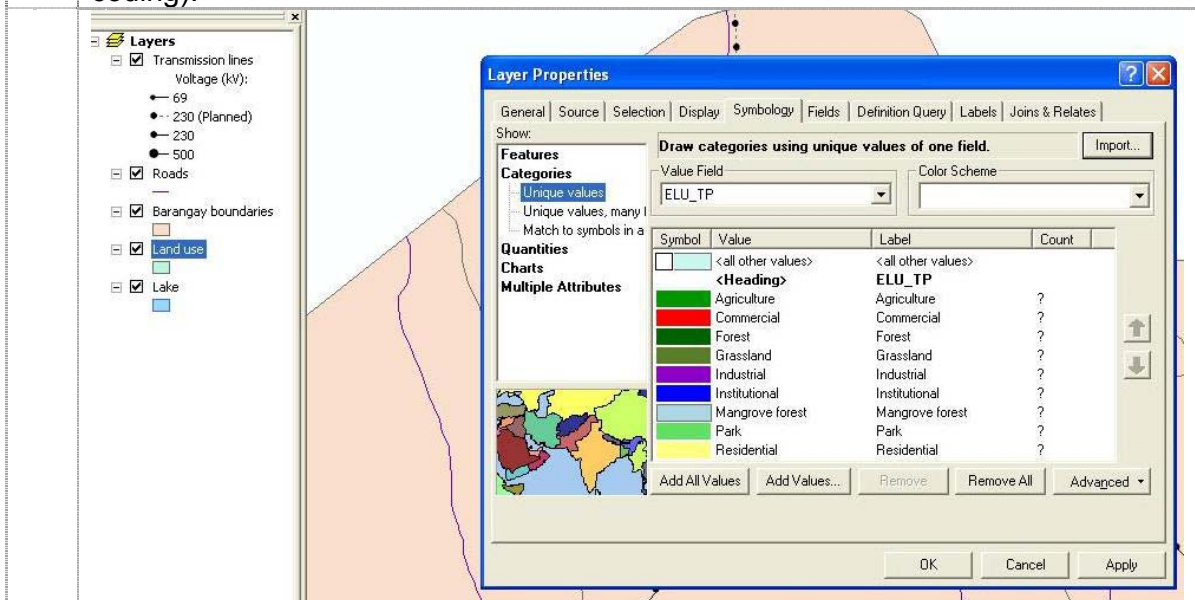 coding).
Layers
Transmission lines
Voltage (kV):
69
230 (Planned)
230
500
Roads
Barangay boundaries
Land use
Lake
Layer Properties
General Source Selection Display Symbology Fields Definition Query Labels Joins & Relates
Show:
Features
Categories
Unique values
Unique values, many
Match to symbols in a
Quantities
Charts
Multiple Attributes
Draw categories using unique values of one field.
Import...
Value Field
ELU_TP
Color Scheme
Symbol Value Label Count
<all other values> <all other values>
<Heading> ELU_TP
Agriculture Agriculture ?
Commercial Commercial ?
Forest Forest ?
Grassland Grassland ?
Industrial Industrial ?
Institutional Institutional ?
Mangrove forest Mangrove forest ?
Park Park ?
Residential Residential ?
Add All Values Add Values... Remove Remove All Advanced
OK Cancel Apply